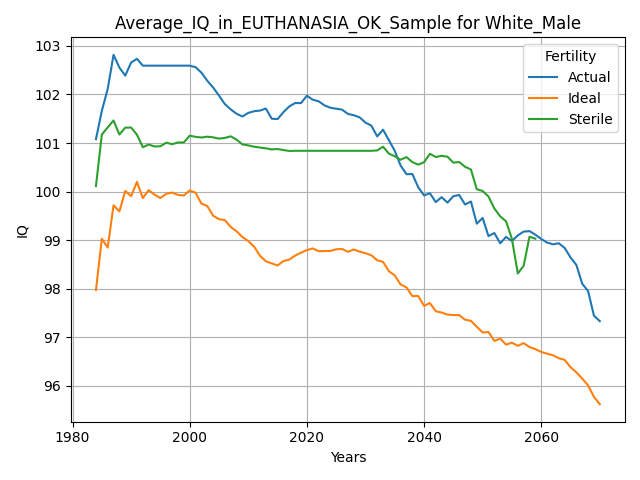 Average_IQ_in_EUTHANASIA_OK_Sample for White_Male
Fertility
Actual
Ideal
Sterile
103
102
101
100
99
98
97
96
IQ
1980
2000
2020
2040
2060
Years